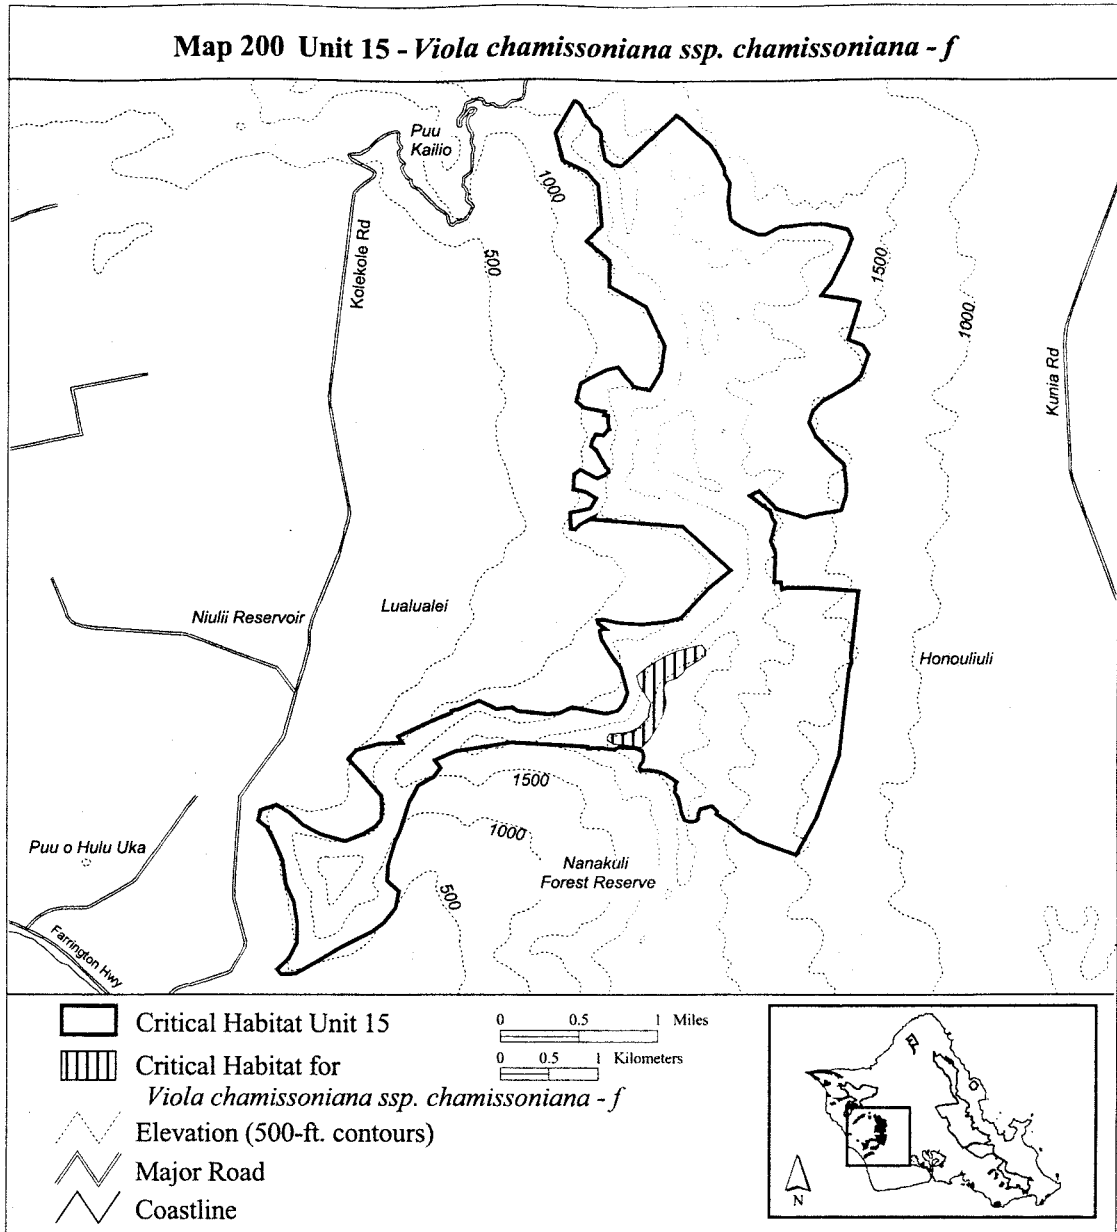 Map 200 Unit 15 - Viola chamissoniana ssp. chamissoniana - f
Puu
Kailio
1000
500
Kolekole Rd
1500
1000
Kunia Rd
Niulii Reservoir
Lualualei
Honouliuli
1500
1000
Puu o Hulu Uka
Nanakuli
Forest Reserve
500
Farrington Hwy
Critical Habitat Unit 15
Critical Habitat for
Viola chamissoniana ssp. chamissoniana - f
Elevation (500-ft. contours)
Major Road
Coastline
0 0.5 1 Miles
0 0.5 1 Kilometers
N